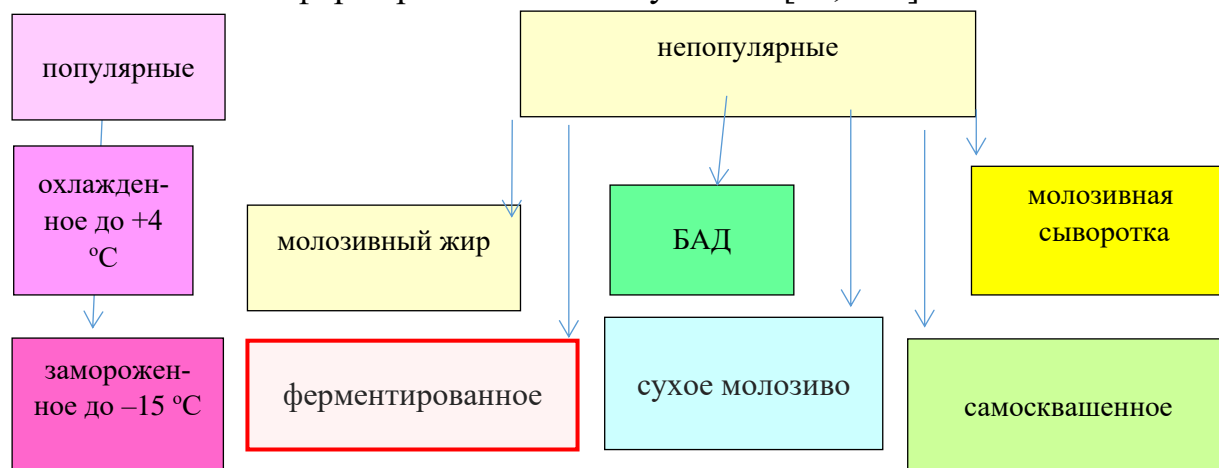 популярные
непопулярные
охлажден-
ное до +4
ºС
молозивный жир
БАД
молозивная
сыворотка
заморожен-
ное до –15 ºС
ферментированное
сухое молозиво
самосквашенное